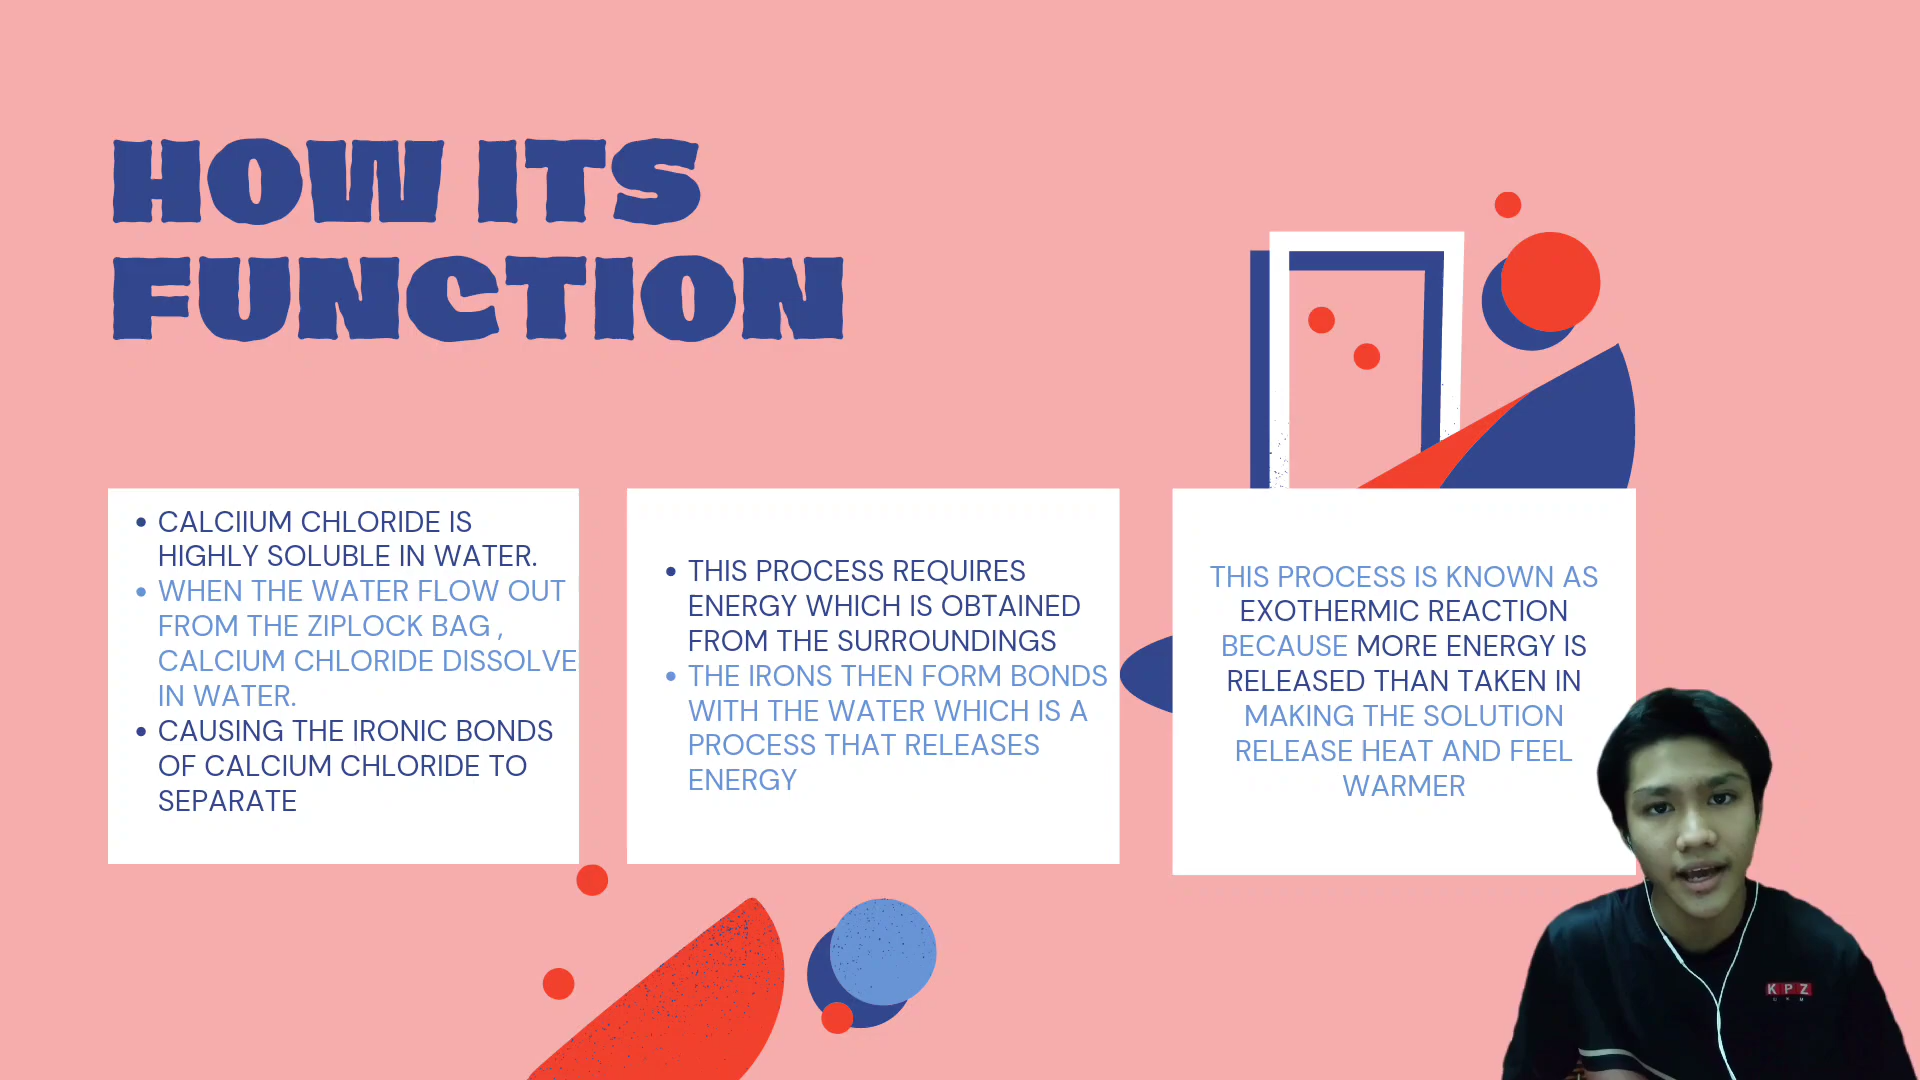 HOW ITS
FUNCTION
• CALCIIUM CHLORIDE IS
HIGHLY SOLUBLE IN WATER.
• WHEN THE WATER FLOW OUT
FROM THE ZIPLOCK BAG ,
CALCIUM CHLORIDE DISSOLVE
IN WATER.
• CAUSING THE IRONIC BONDS
OF CALCIUM CHLORIDE TO
SEPARATE
• THIS PROCESS REQUIRES
ENERGY WHICH IS OBTAINED
FROM THE SURROUNDINGS
• THE IRONS THEN FORM BONDS
WITH THE WATER WHICH IS A
PROCESS THAT RELEASES
ENERGY
THIS PROCESS IS KNOWN AS
EXOTHERMIC REACTION
BECAUSE MORE ENERGY IS
RELEASED THAN TAKEN IN
MAKING THE SOLUTION
RELEASE HEAT AND FEEL
WARMER
KPZ